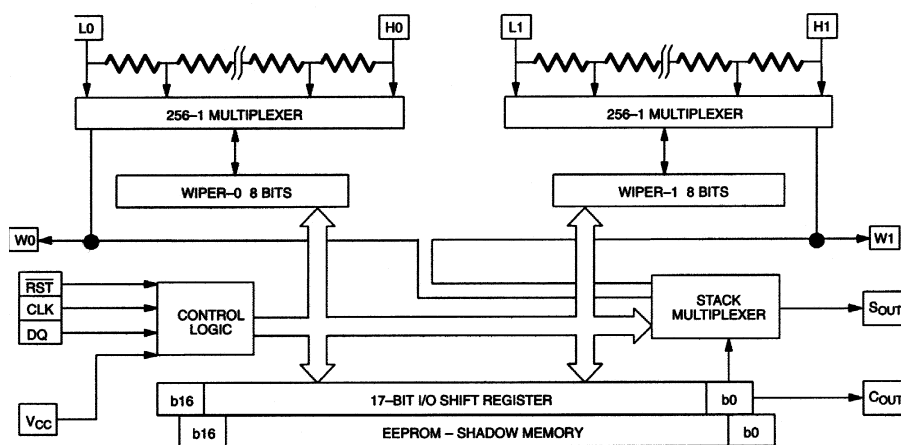 L0
H0
L1
H1
256–1 MULTIPLEXER
256–1 MULTIPLEXER
WIPER–0 8 BITS
WIPER–1 8 BITS
W0
W1
RST
CLK
DQ
CONTROL
LOGIC
STACK
MULTIPLEXER
SOUT
VCC
b16
17–BIT I/O SHIFT REGISTER
b0
COUT
b16
EEPROM – SHADOW MEMORY
b0